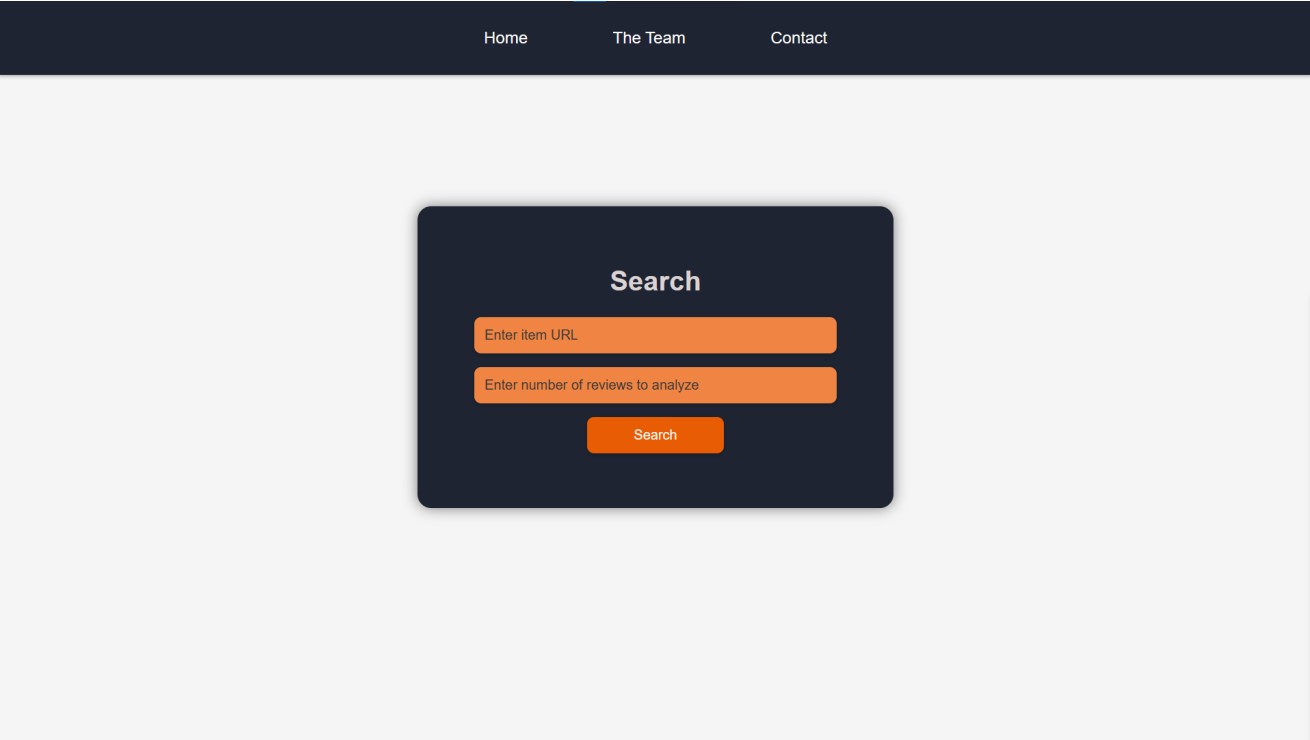 Home The Team Contact
Search
Enter item URL
Enter number of reviews to analyze
Search